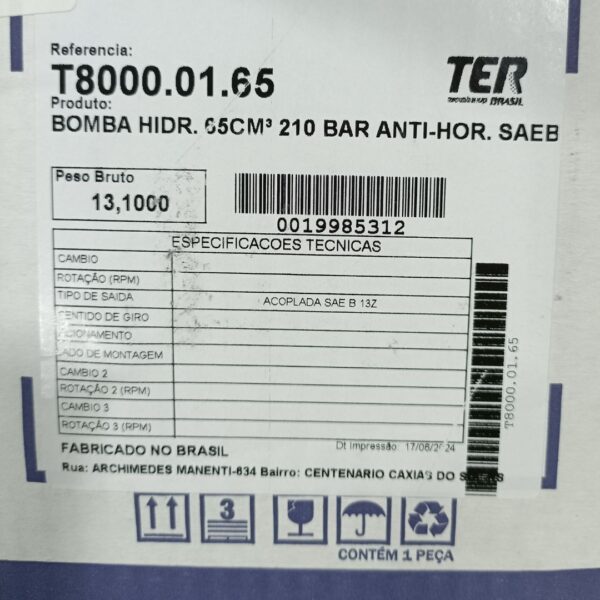 Referencia:
T8000.01.65
TER
BRASIL
Produto:
BOMBA HIDR. 65CM³ 210 BAR ANTI-HOR. SAEB
Peso Bruto
13,1000
0019985312
ESPECIFICACOES TECNICAS
CAMBIO
ROTAÇÃO (RPM)
TIPO DE SAIDA ACOPLADA SAE B 13Z
SENTIDO DE GIRO
ACIONAMENTO
LADO DE MONTAGEM
CAMBIO 2
ROTAÇÃO 2 (RPM)
CAMBIO 3
ROTAÇÃO 3 (RPM)
T8000.01.65
FABRICADO NO BRASIL
Dt Impressão: 17/06/2024
Rua: ARCHIMEDES MANENTI-634 Bairro: CENTENARIO CAXIAS DO
3
CONTÉM 1 PEÇA